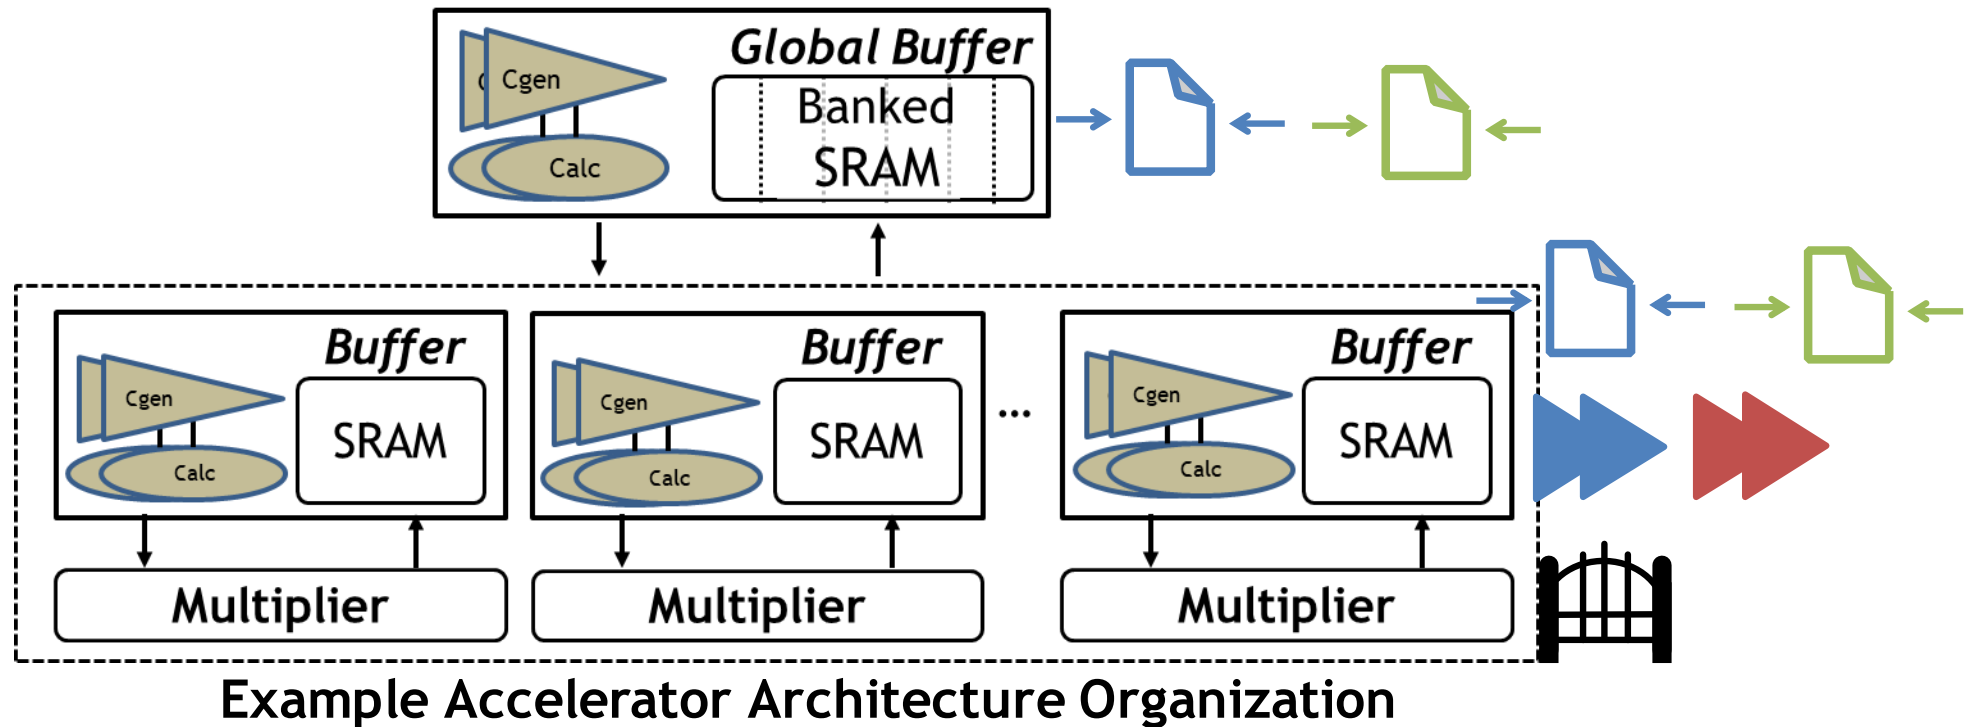 Global Buffer
Cgen
Banked
SRAM
Calc
Buffer
Cgen
SRAM
Calc
Buffer
Cgen
SRAM
Calc
...
Buffer
Cgen
SRAM
Calc
Multiplier
Multiplier
Multiplier
Example Accelerator Architecture Organization